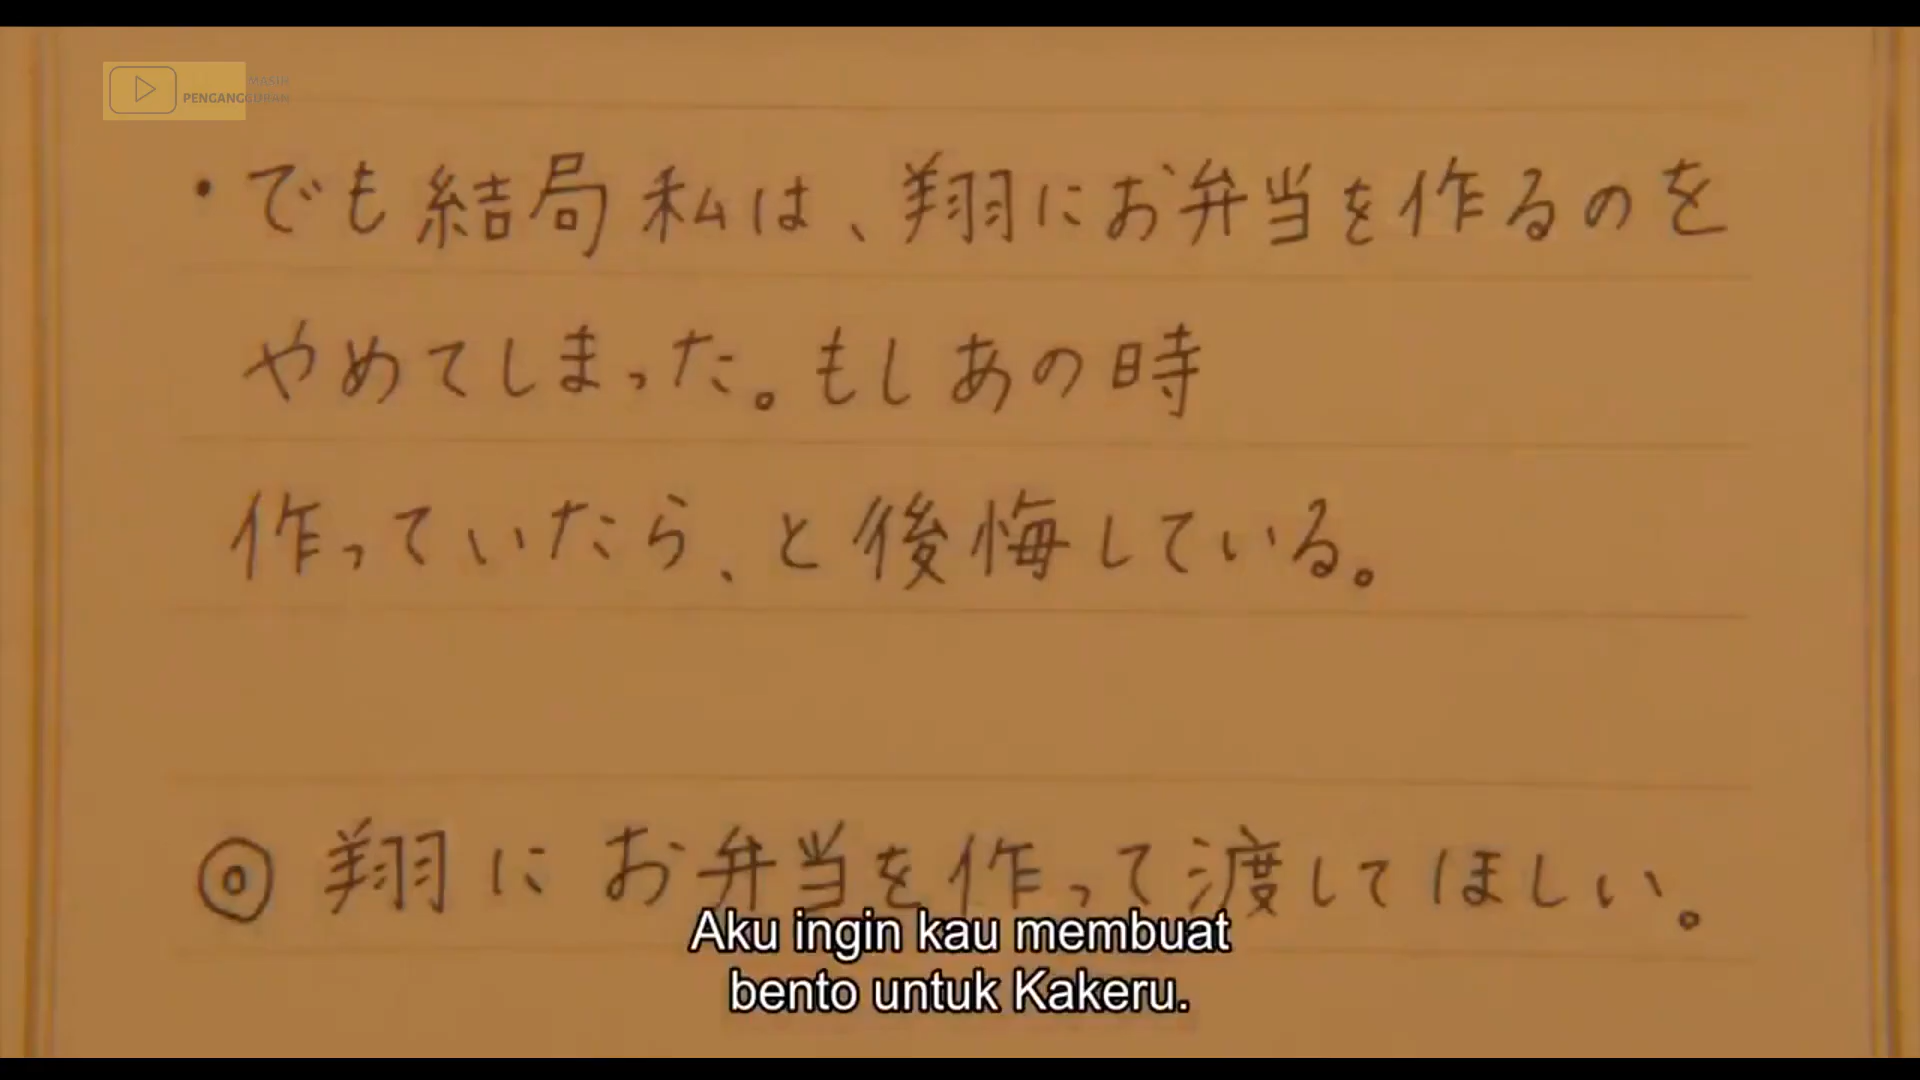 MASIH
PENGANGGURAN
・でも結局私は、翔にお弁当を作るのを
やめてしまった。もしあの時
作っていたら、と後悔している。
◎翔にお弁当を作って渡してほしい。
Aku ingin kau membuat
bento untuk Kakeru.